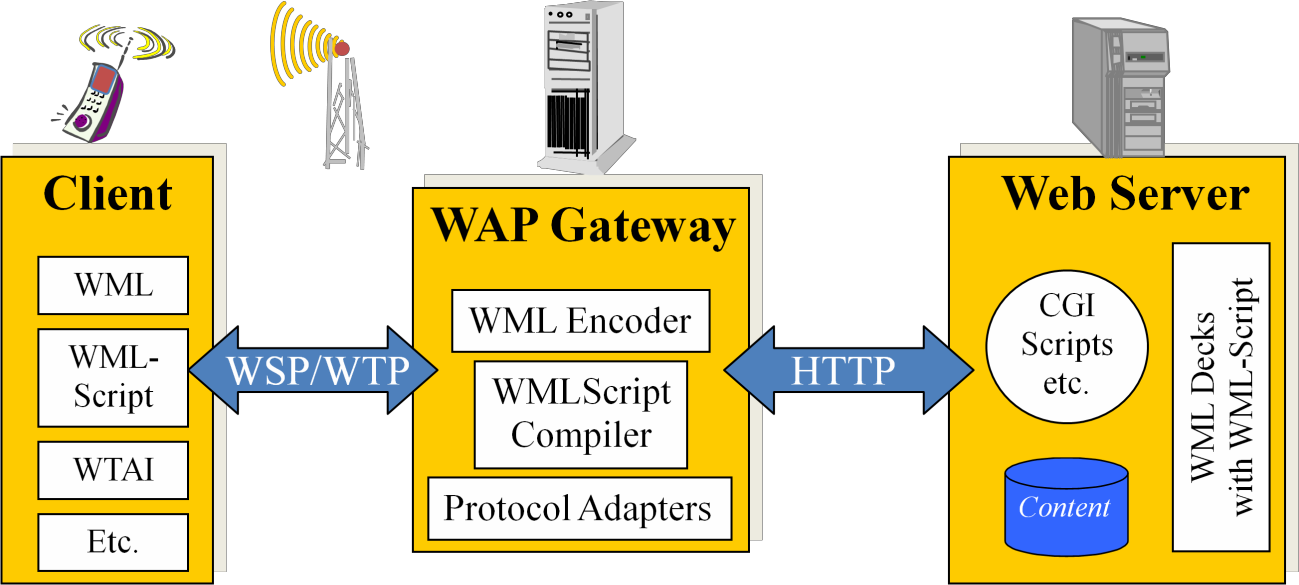 Client
WML
WML-
Script
WTAI
Etc.
WSP/WTP
WAP Gateway
WML Encoder
WMLScript
Compiler
Protocol Adapters
HTTP
Web Server
CGI
Scripts
etc.
Content
WML Decks
with WML-Script